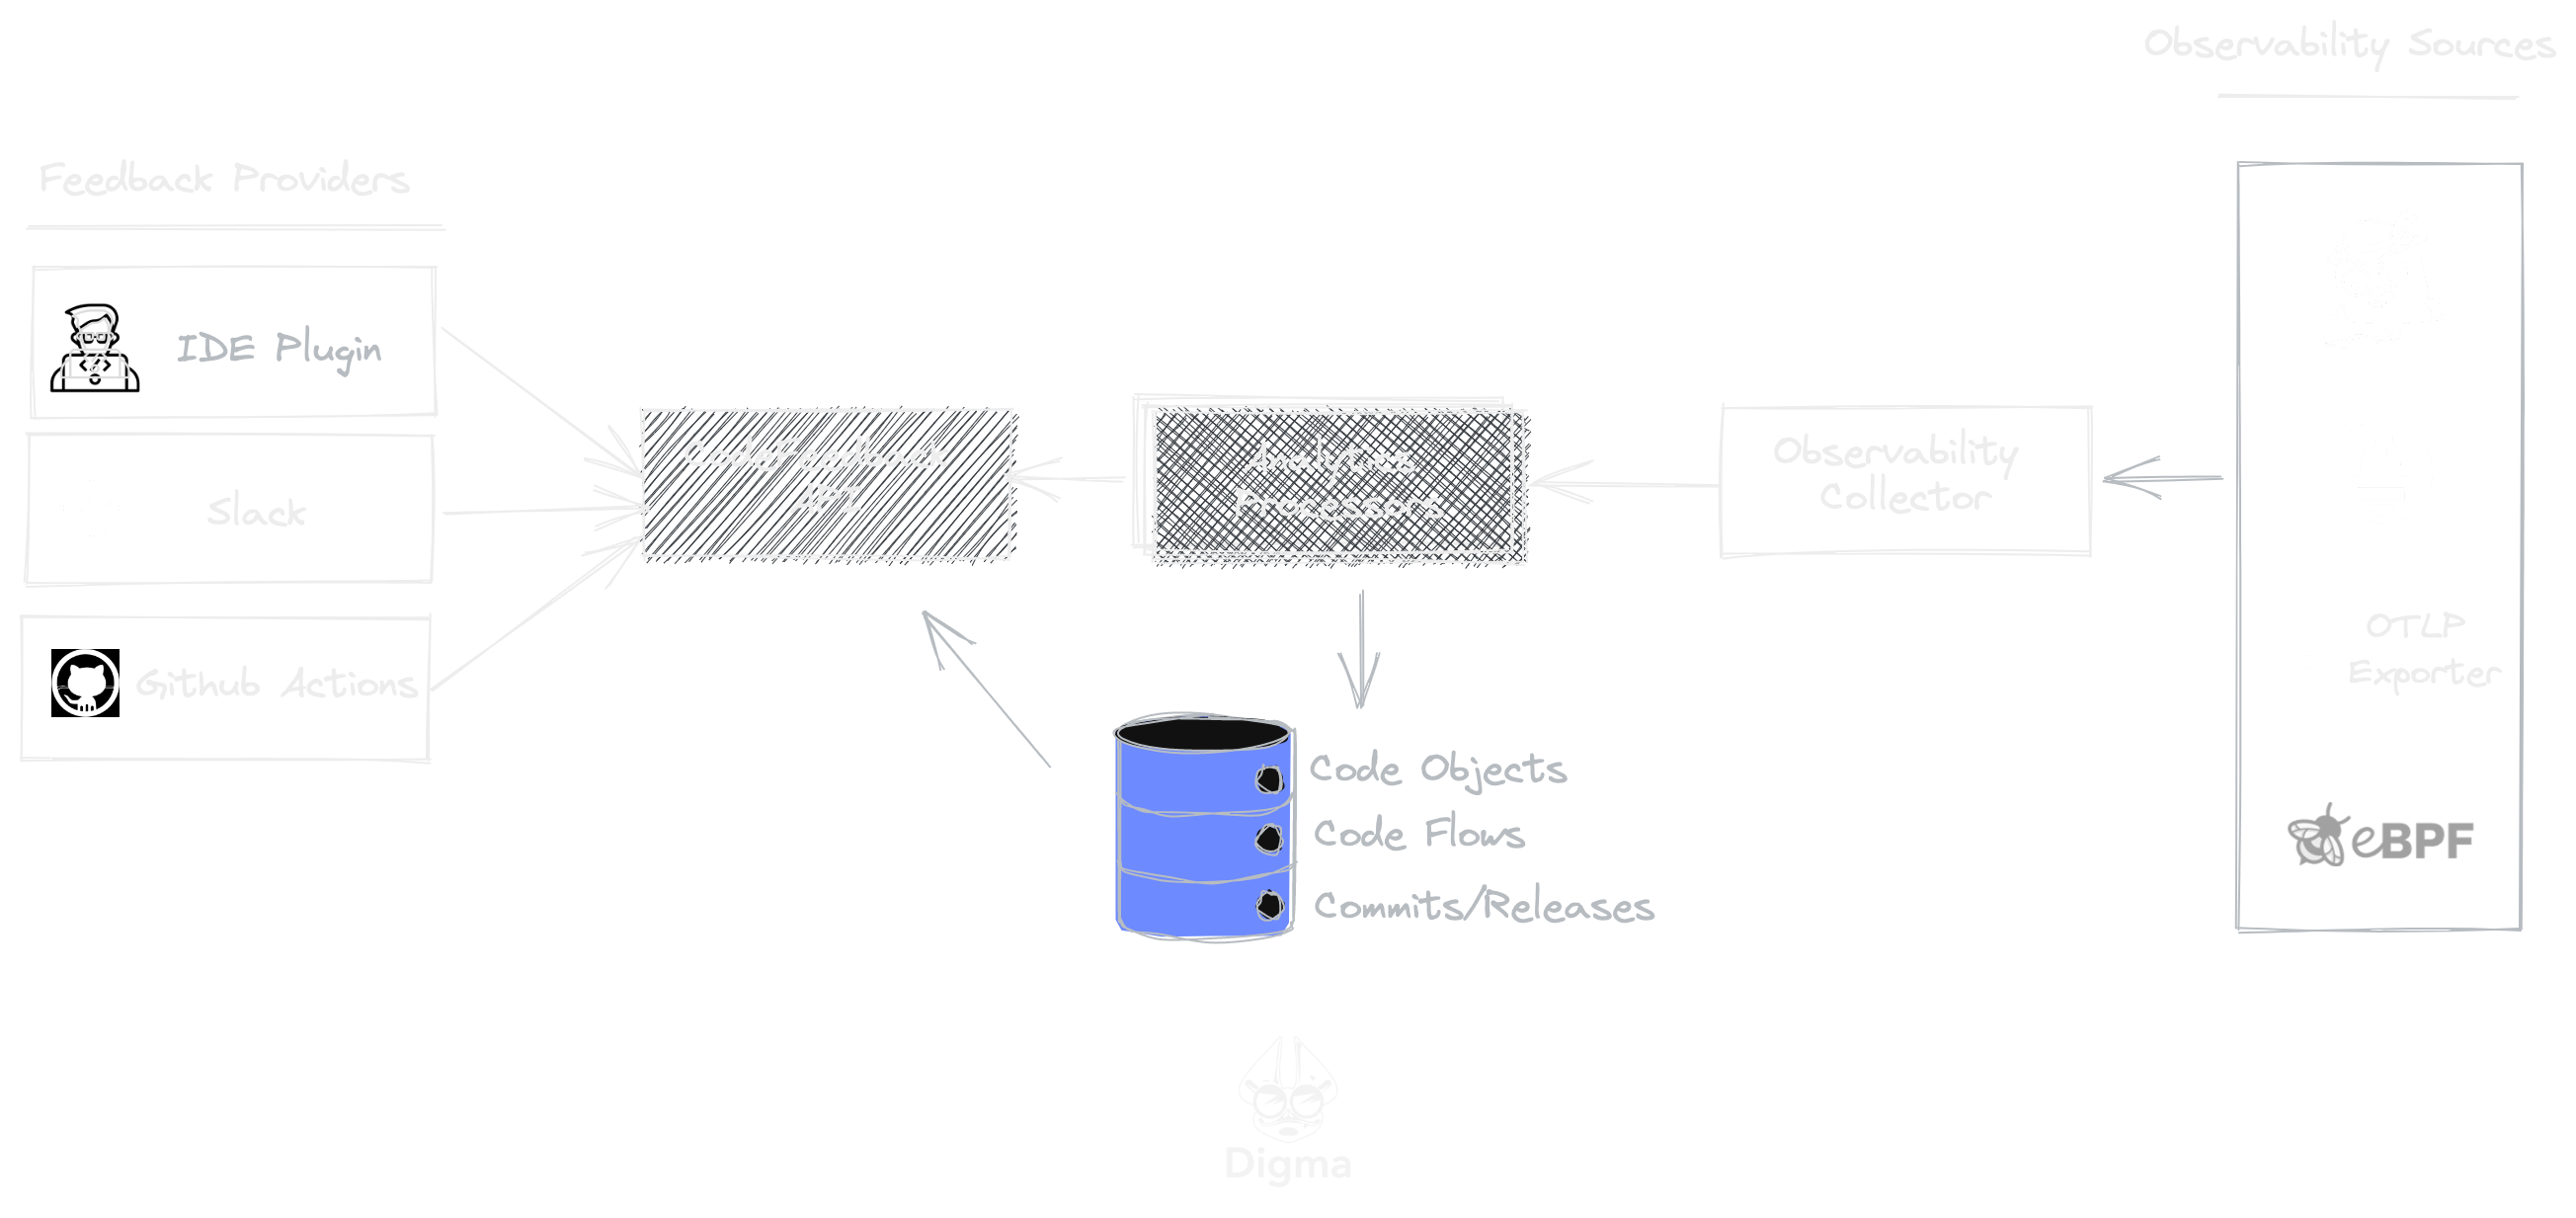 Observability Sources
Feedback Providers
IDE Plugin
Slack
Github Actions
CodeFeedback
API
Analytics
Processors
Observability
Collector
OTLP
Exporter
eBPF
Code Objects
Code Flows
Commits/Releases
Digma